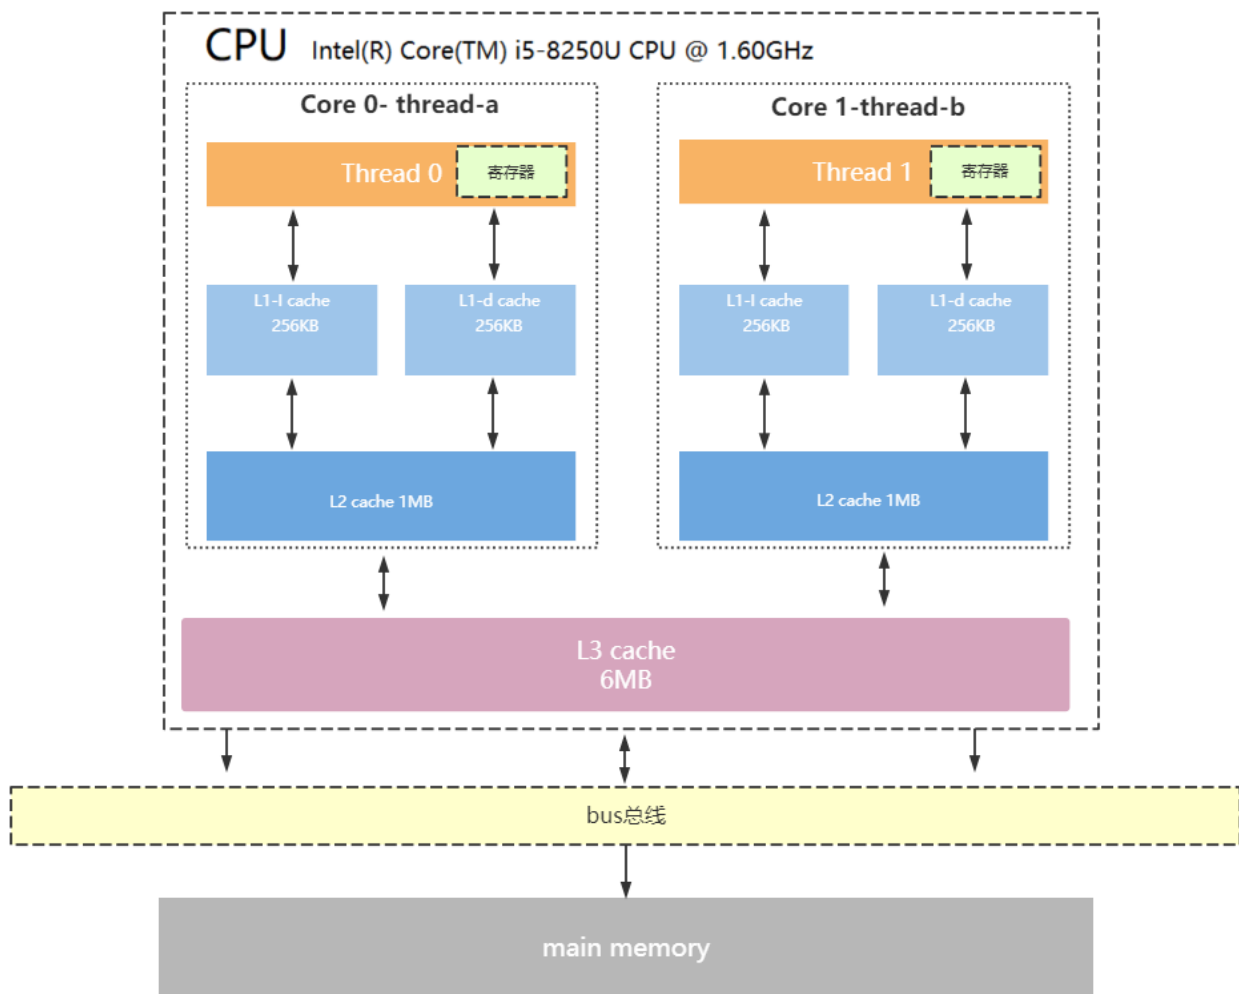 CPU Intel(R) Core(TM) i5-8250U CPU @ 1.60GHz
Core 0- thread-a
Thread 0
寄存器
L1-I cache
256KB
L1-d cache
256KB
L2 cache 1MB
Core 1-thread-b
Thread 1
寄存器
L1-I cache
256KB
L1-d cache
256KB
L2 cache 1MB
L3 cache
6MB
bus总线
main memory